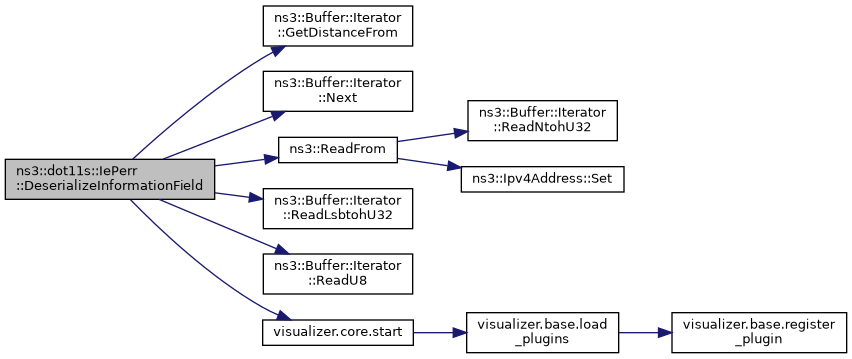 ns3::dot11s::IePerr
::DeserializeInformationField
ns3::Buffer::Iterator
::GetDistanceFrom
ns3::Buffer::Iterator
::Next
ns3::ReadFrom
ns3::Buffer::Iterator
::ReadNtohU32
ns3::Ipv4Address::Set
ns3::Buffer::Iterator
::ReadLsbtohU32
ns3::Buffer::Iterator
::ReadU8
visualizer.core.start
visualizer.base.load
_plugins
visualizer.base.register
_plugin